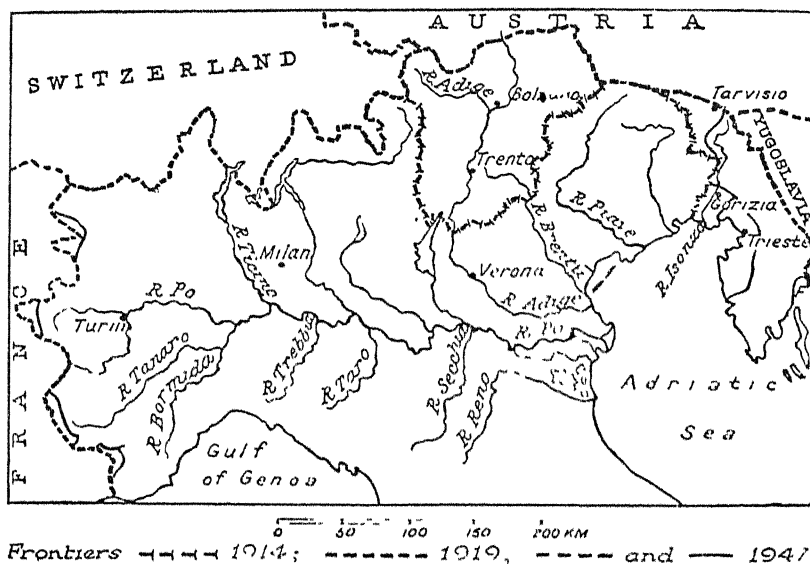 AUSTRIA
SWITZERLAND
R Adige
Bolzano
Tarvisio
YUGOSLAVIA
Trento
R Piave
Gorizia
R Ticino
R Brenta
R Isonzo
Trieste
Milan
Verona
FRANCE
R Po
R Adige
Turin
R. Po
R Tanaro
R Bormida
R Trebbia
R Taro
R Secchia
R Reno
Adriatic
Sea
Gulf
of Genoa
0 50 100 150 200 KM
Frontiers 1914; 1919, and 1947